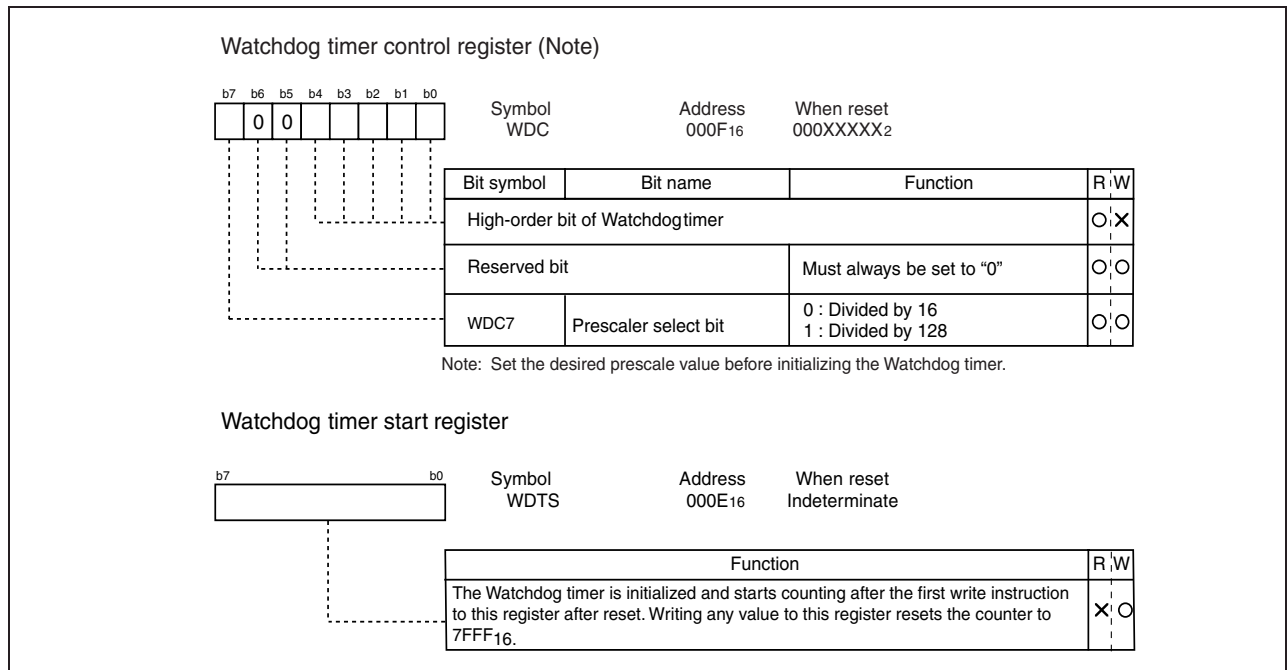 Watchdog timer control register (Note)
b7 b6 b5 b4 b3 b2 b1 b0
0 0
Symbol Address When reset
WDC 000F16 000XXXXX2
Bit symbol Bit name Function R W
High-order bit of Watchdogtimer O X
Reserved bit Must always be set to “0” O O
WDC7 Prescaler select bit 0 : Divided by 16
1 : Divided by 128 O O
Note: Set the desired prescale value before initializing the Watchdog timer.
Watchdog timer start register
b7 b0
Symbol Address When reset
WDTS 000E16 Indeterminate
Function R W
The Watchdog timer is initialized and starts counting after the first write instruction
to this register after reset. Writing any value to this register resets the counter to
7FFF16. X O